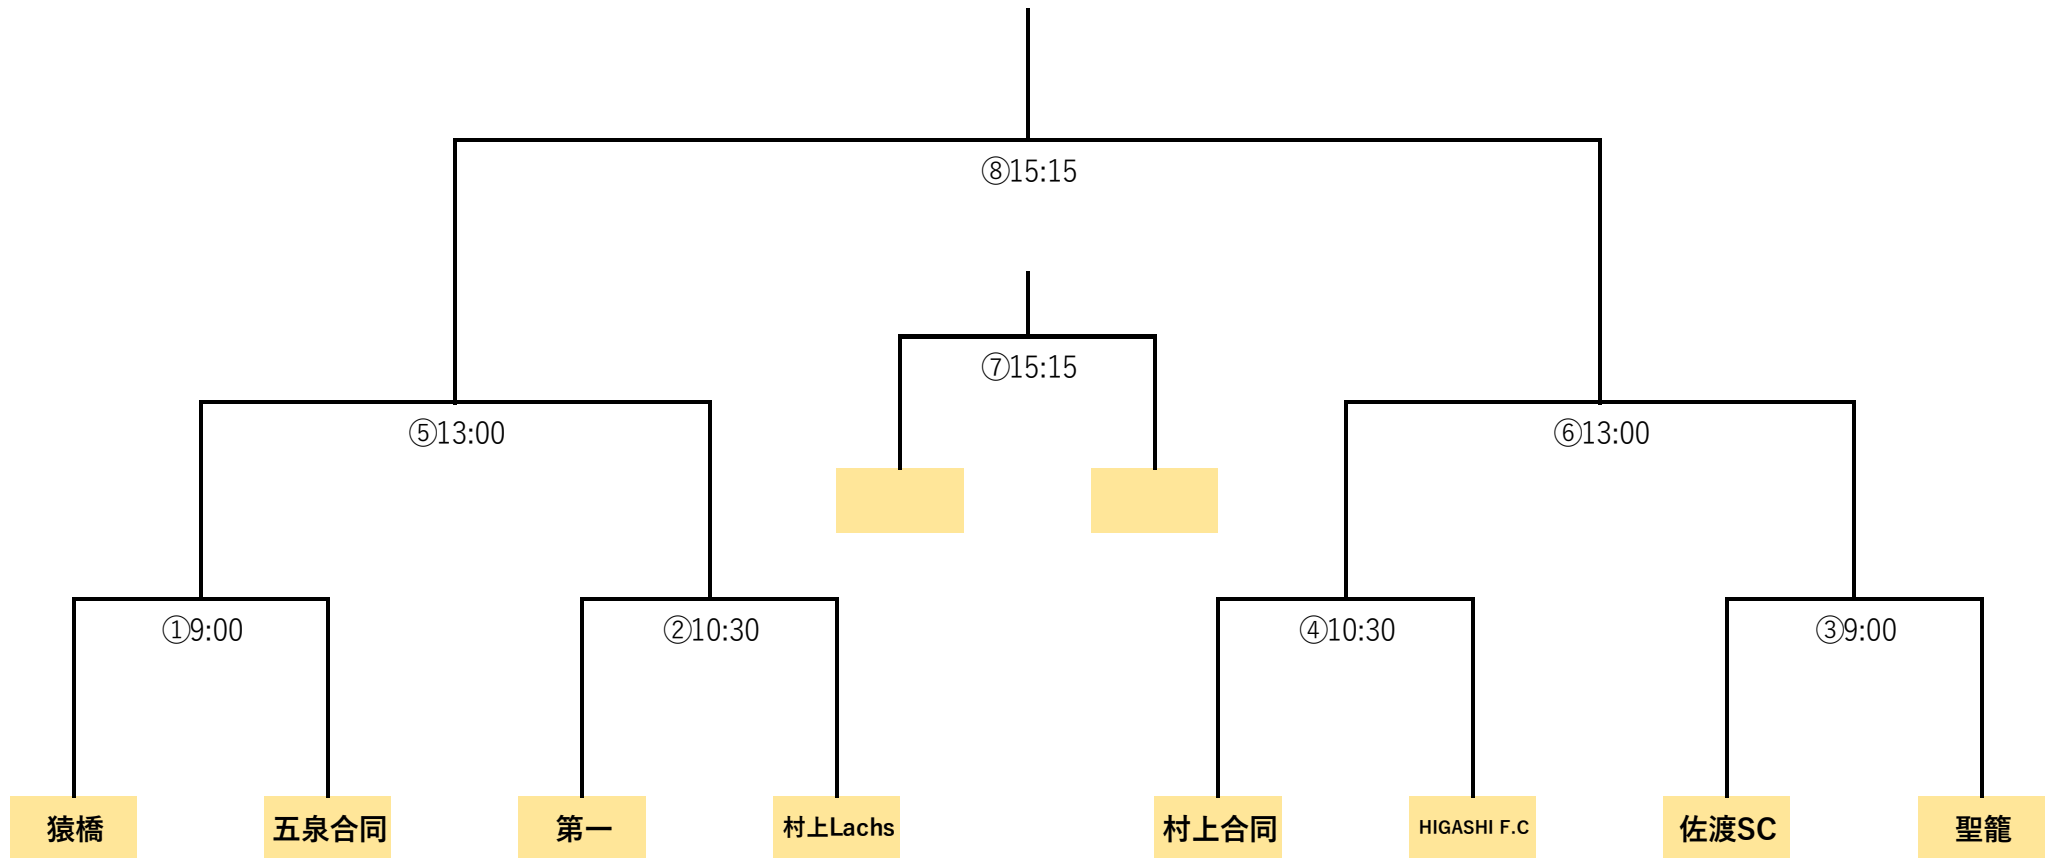 ⑧15:15
⑦15:15
⑤13:00
⑥13:00
①9:00
②10:30
④10:30
③9:00
猿橋
五泉合同
第一
村上Lachs
村上合同
HIGASHI F.C
佐渡SC
聖籠